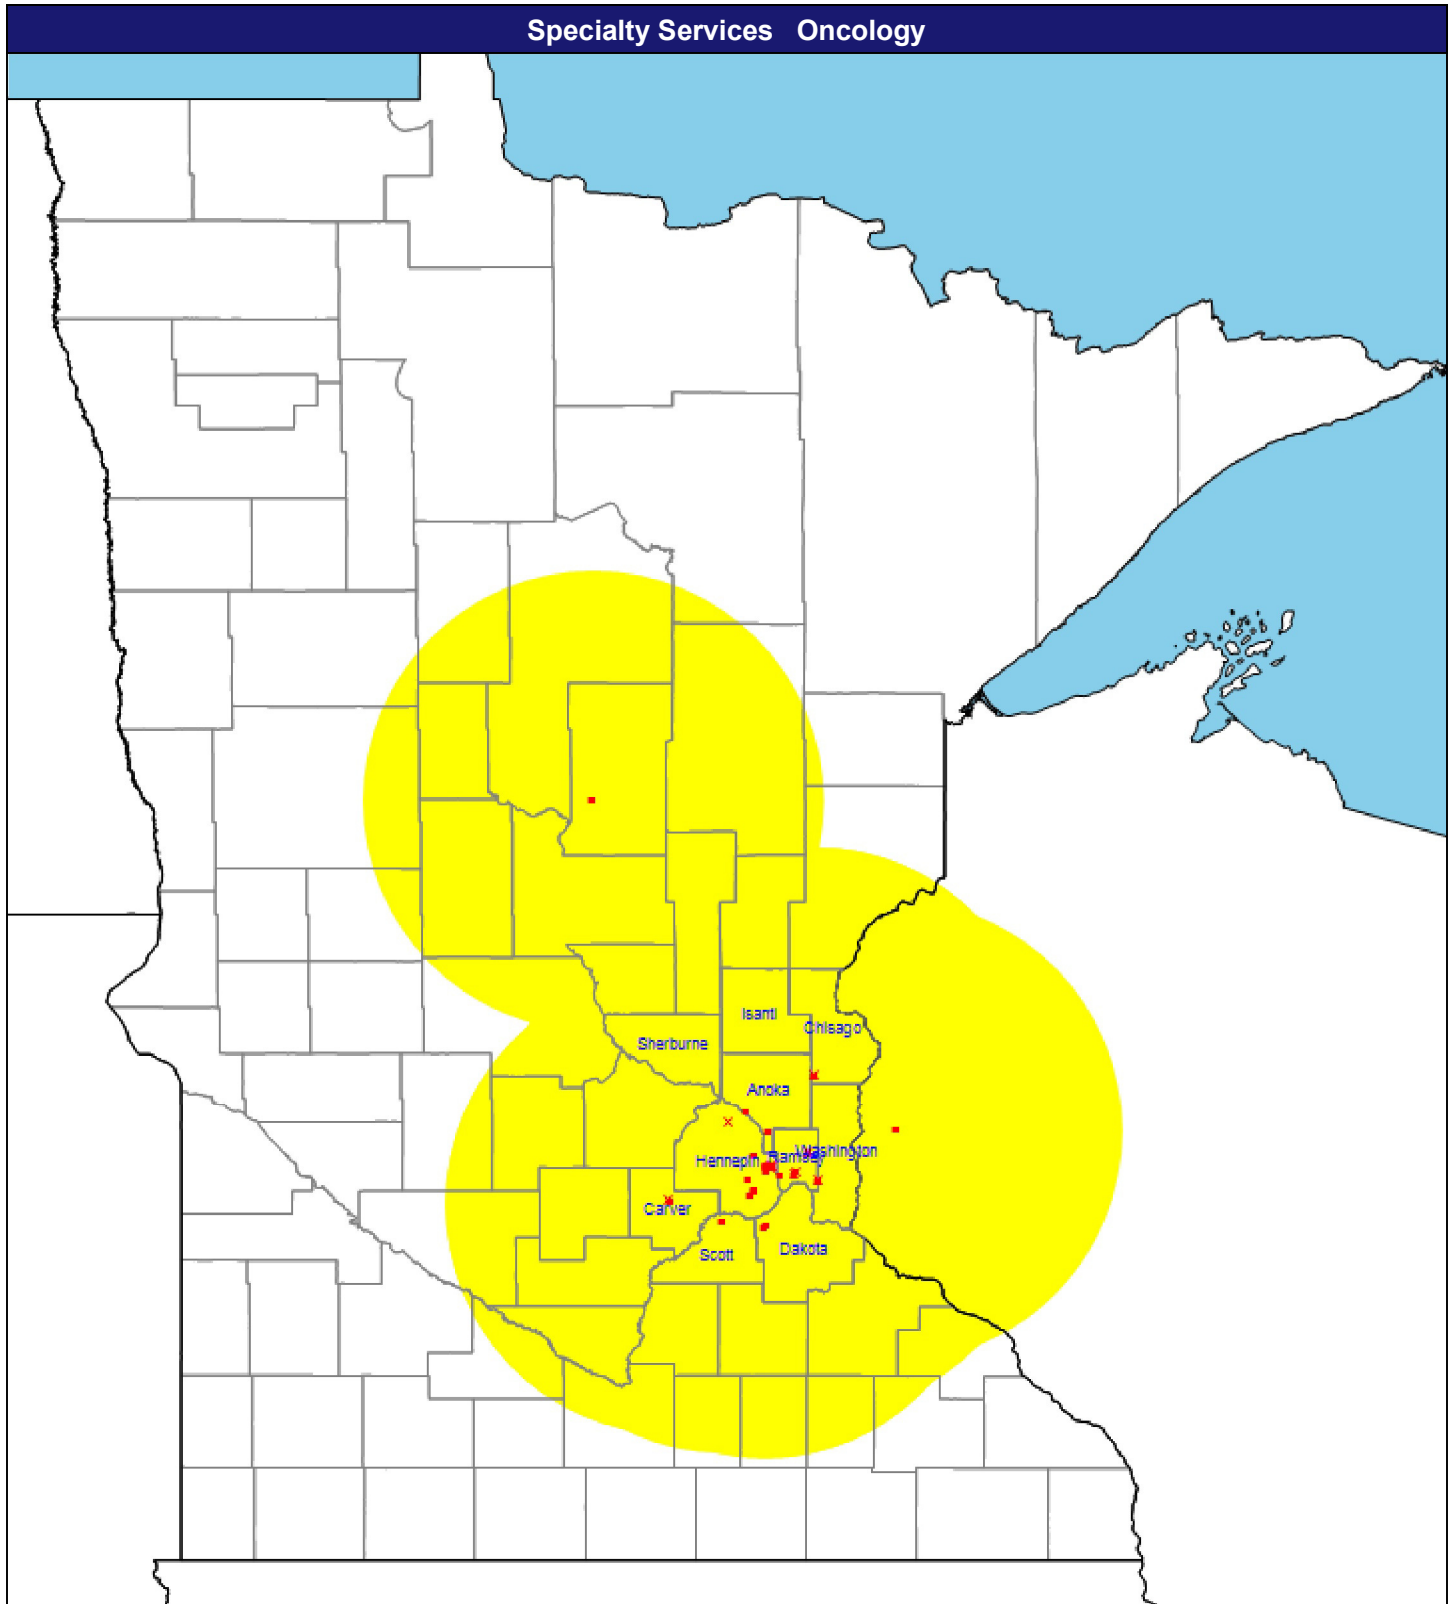 Specialty Services Oncology
Isanti
Chisago
Sherburne
Anoka
Hennepin
Ramsey
Washington
Carver
Scott
Dakota